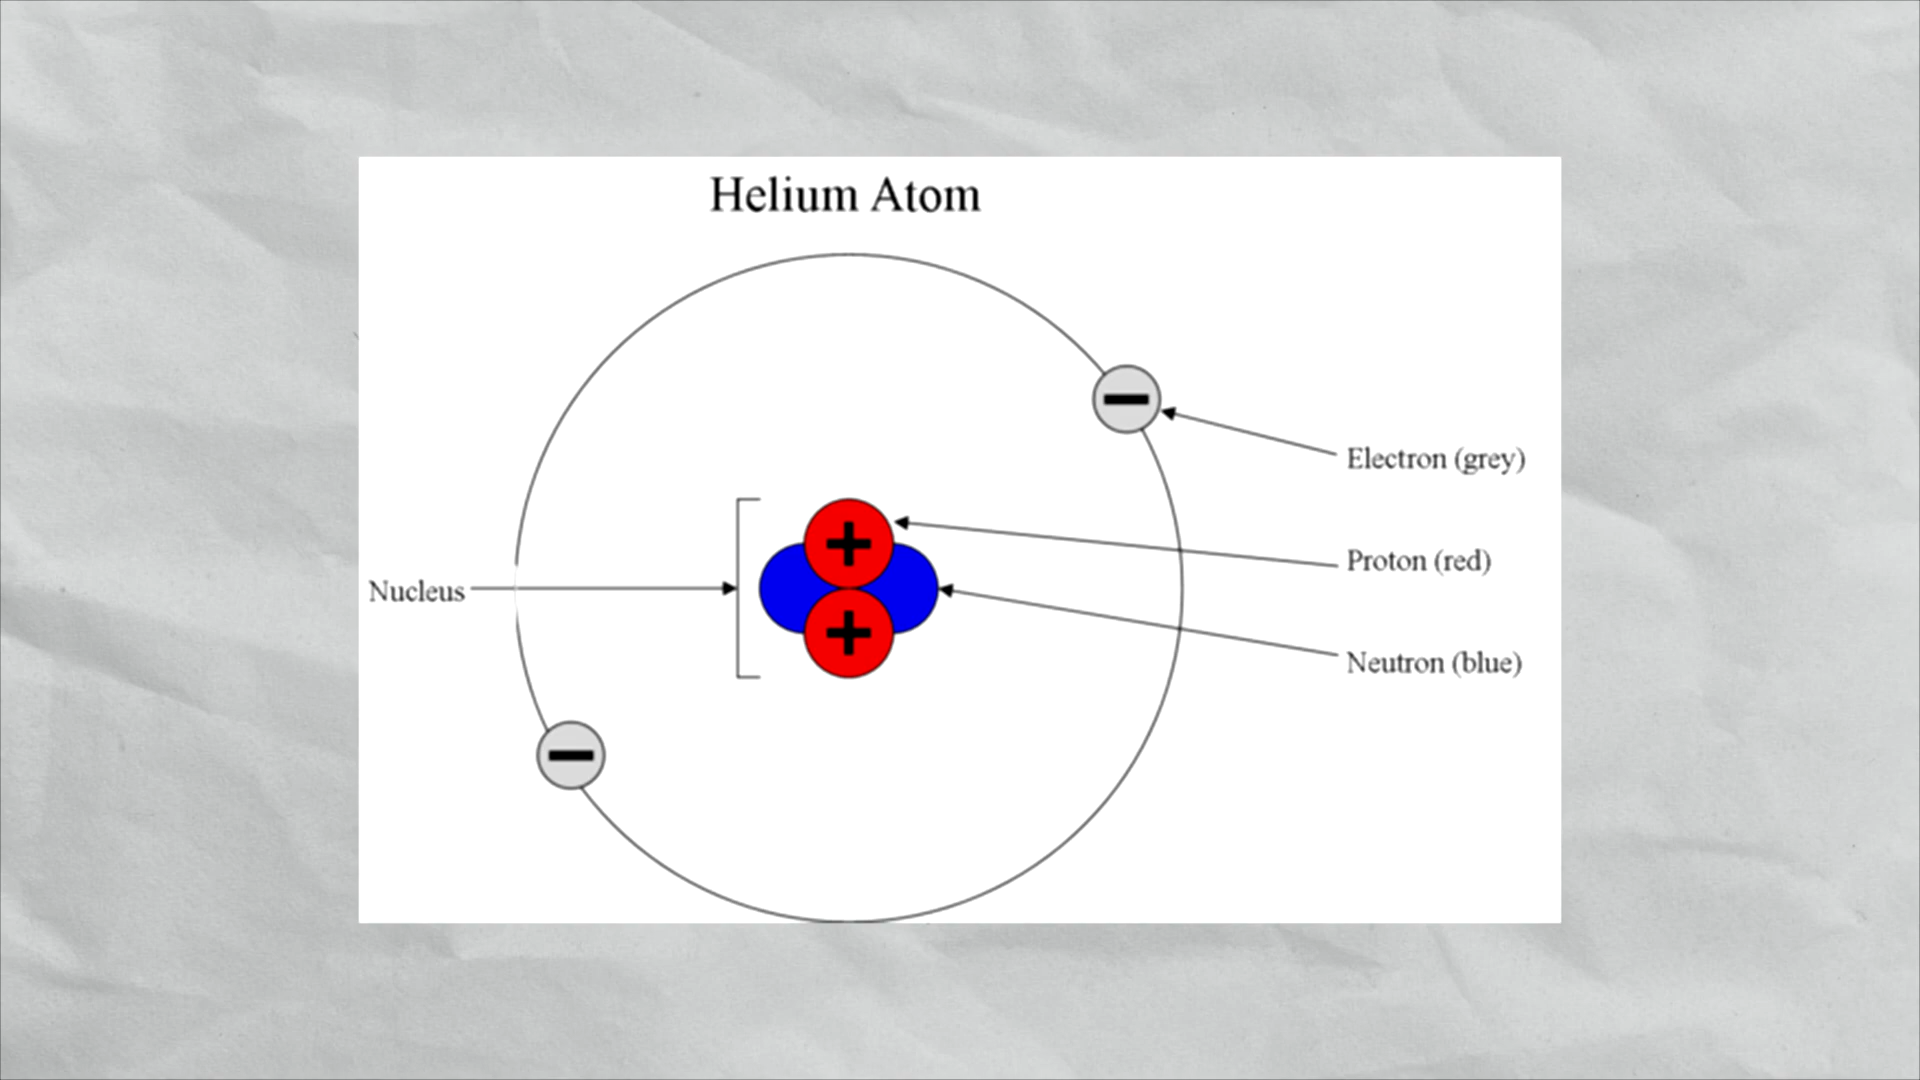 Helium Atom
Electron (grey)
Proton (red)
Nucleus
Neutron (blue)